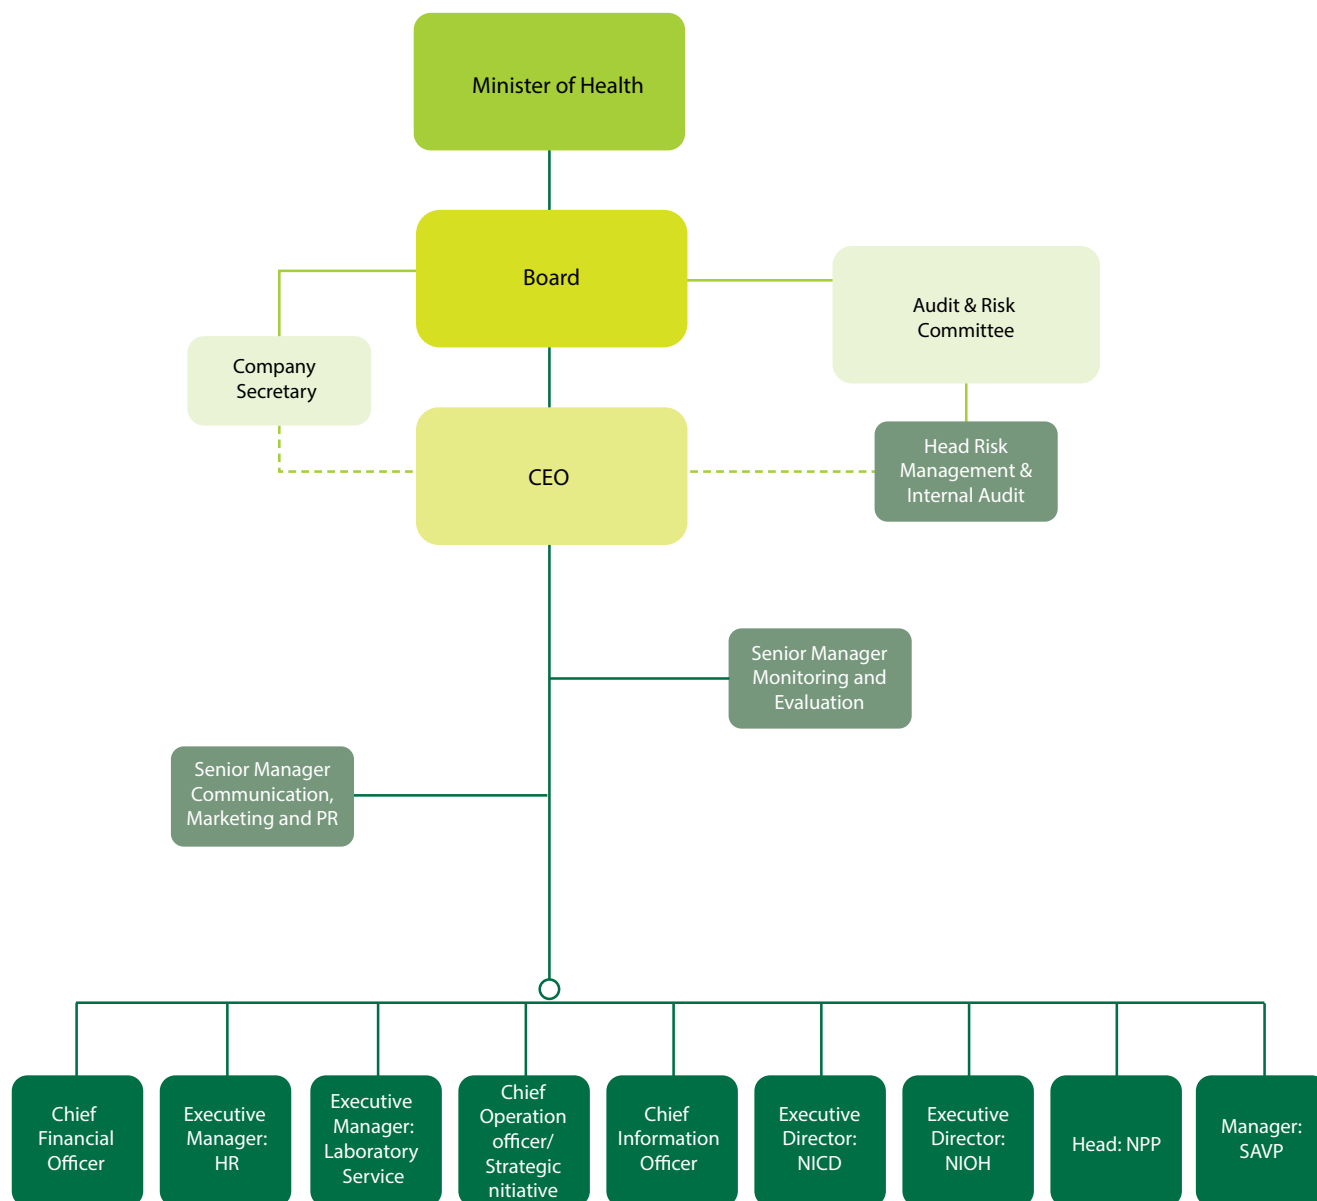 Minister of Health
Board
Audit & Risk
Committee
Company
Secretary
CEO
Head Risk
Management &
Internal Audit
Senior Manager
Monitoring and
Evaluation
Senior Manager
Communication,
Marketing and PR
Chief
Financial
Officer
Executive
Manager:
HR
Executive
Manager:
Laboratory
Service
Chief
Operation
officer/
Strategic
nitiative
Chief
Information
Officer
Executive
Director:
NICD
Executive
Director:
NIOH
Head: NPP
Manager:
SAVP